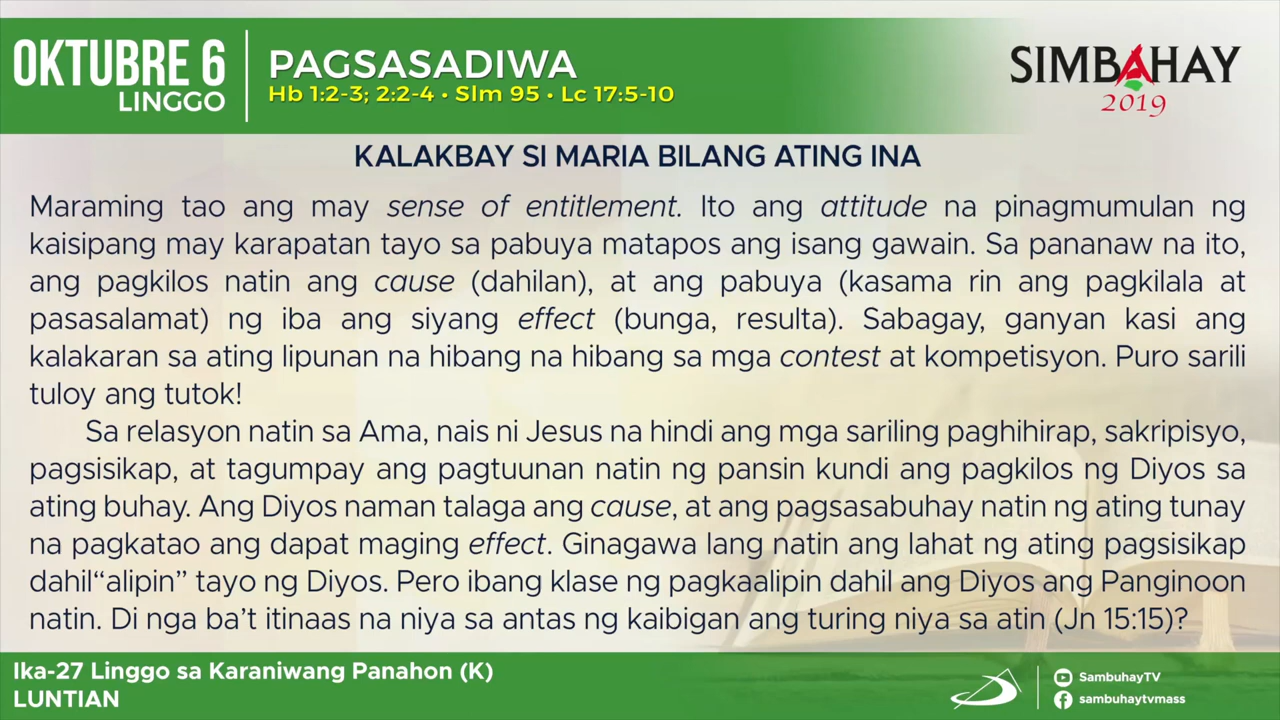 OKTUBRE 6
LINGGO
PAGSASADIWA
Hb 1:2-3; 2:2-4 • Slm 95 • Lc 17:5-10
SIMBAHAY
2019
KALAKBAY SI MARIA BILANG ATING INA
Maraming tao ang may sense of entitlement. Ito ang attitude na pinagmumulan ng
kaisipang may karapatan tayo sa pabuya matapos ang isang gawain. Sa pananaw na ito,
ang pagkilos natin ang cause (dahilan), at ang pabuya (kasama rin ang pagkilala at
pasasalamat) ng iba ang siyang effect (bunga, resulta). Sabagay, ganyan kasi ang
kalakaran sa ating lipunan na hibang na hibang sa mga contest at kompetisyon. Puro sarili
tuloy ang tutok!
Sa relasyon natin sa Ama, nais ni Jesus na hindi ang mga sariling paghihirap, sakripisyo,
pagsisikap, at tagumpay ang pagtuunan natin ng pansin kundi ang pagkilos ng Diyos sa
ating buhay. Ang Diyos naman talaga ang cause, at ang pagsasabuhay natin ng ating tunay
na pagkatao ang dapat maging effect. Ginagawa lang natin ang lahat ng ating pagsisikap
dahil“alipin” tayo ng Diyos. Pero ibang klase ng pagkaalipin dahil ang Diyos ang Panginoon
natin. Di nga ba’t itinaas na niya sa antas ng kaibigan ang turing niya sa atin (Jn 15:15)?
Ika-27 Linggo sa Karaniwang Panahon (K)
LUNTIAN
SambuhayTV
sambuhaytvmass